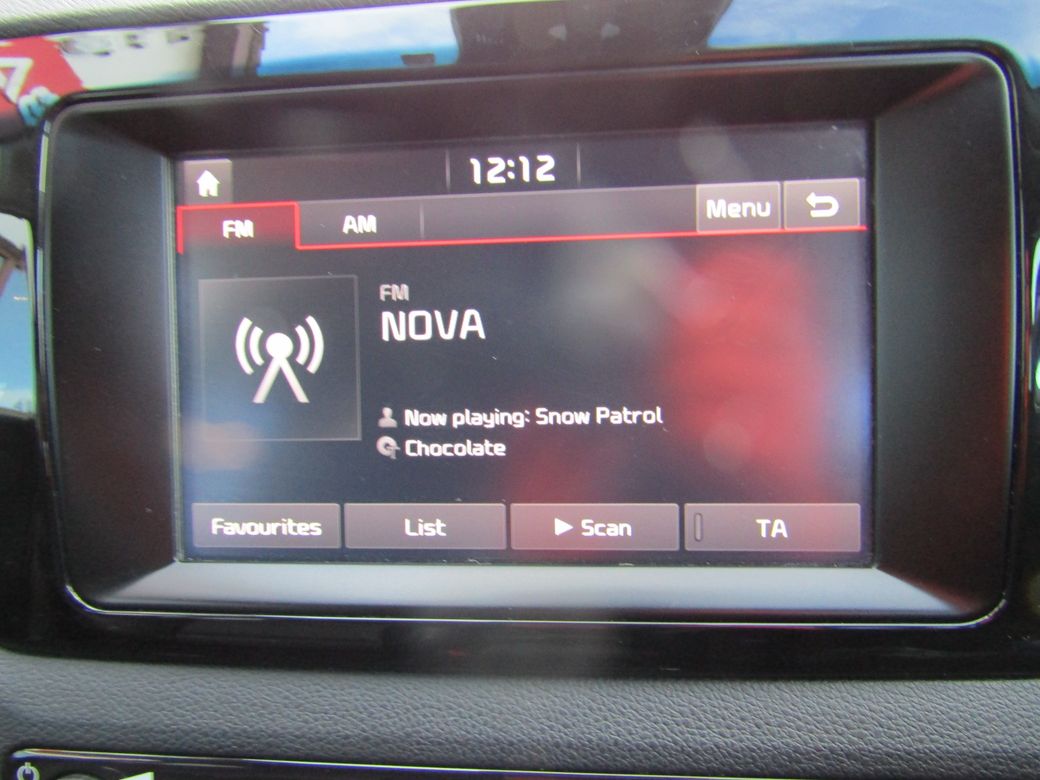 12:12
Menu
FM
AM
FM
NOVA
Now playing: Snow Patrol
Chocolate
Favourites
List
Scan
TA